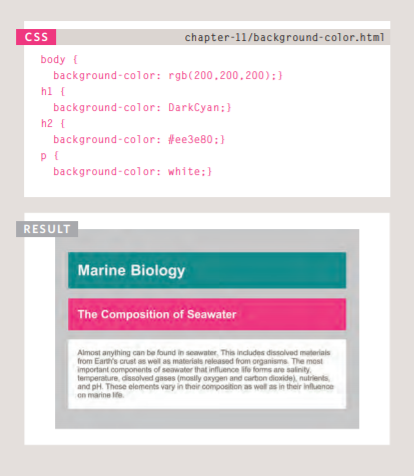 CSS
chapter-11/background-color.html
body {
  background-color: rgb(200,200,200);}
h1 {
  background-color: DarkCyan;}
h2 {
  background-color: #ee3e80;}
p {
  background-color: white;}
RESULT
Marine Biology
The Composition of Seawater
Almost anything can be found in seawater. This includes dissolved materials
from Earth's crust as well as materials released from organisms. The most
important components of seawater that influence life forms are salinity,
temperature, dissolved gases (mostly oxygen and carbon dioxide), nutrients,
and pH. These elements vary in their composition as well as in their influence
on marine life.